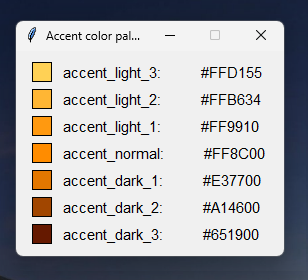 Accent color pal...
accent_light_3: #FFD155
accent_light_2: #FFB634
accent_light_1: #FF9910
accent_normal: #FF8C00
accent_dark_1: #E37700
accent_dark_2: #A14600
accent_dark_3: #651900